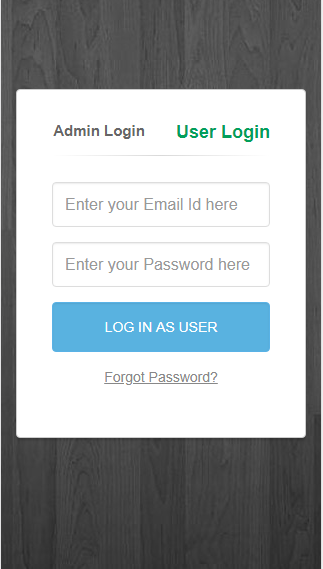 Admin Login User Login
Enter your Email Id here
Enter your Password here
LOG IN AS USER
Forgot Password?